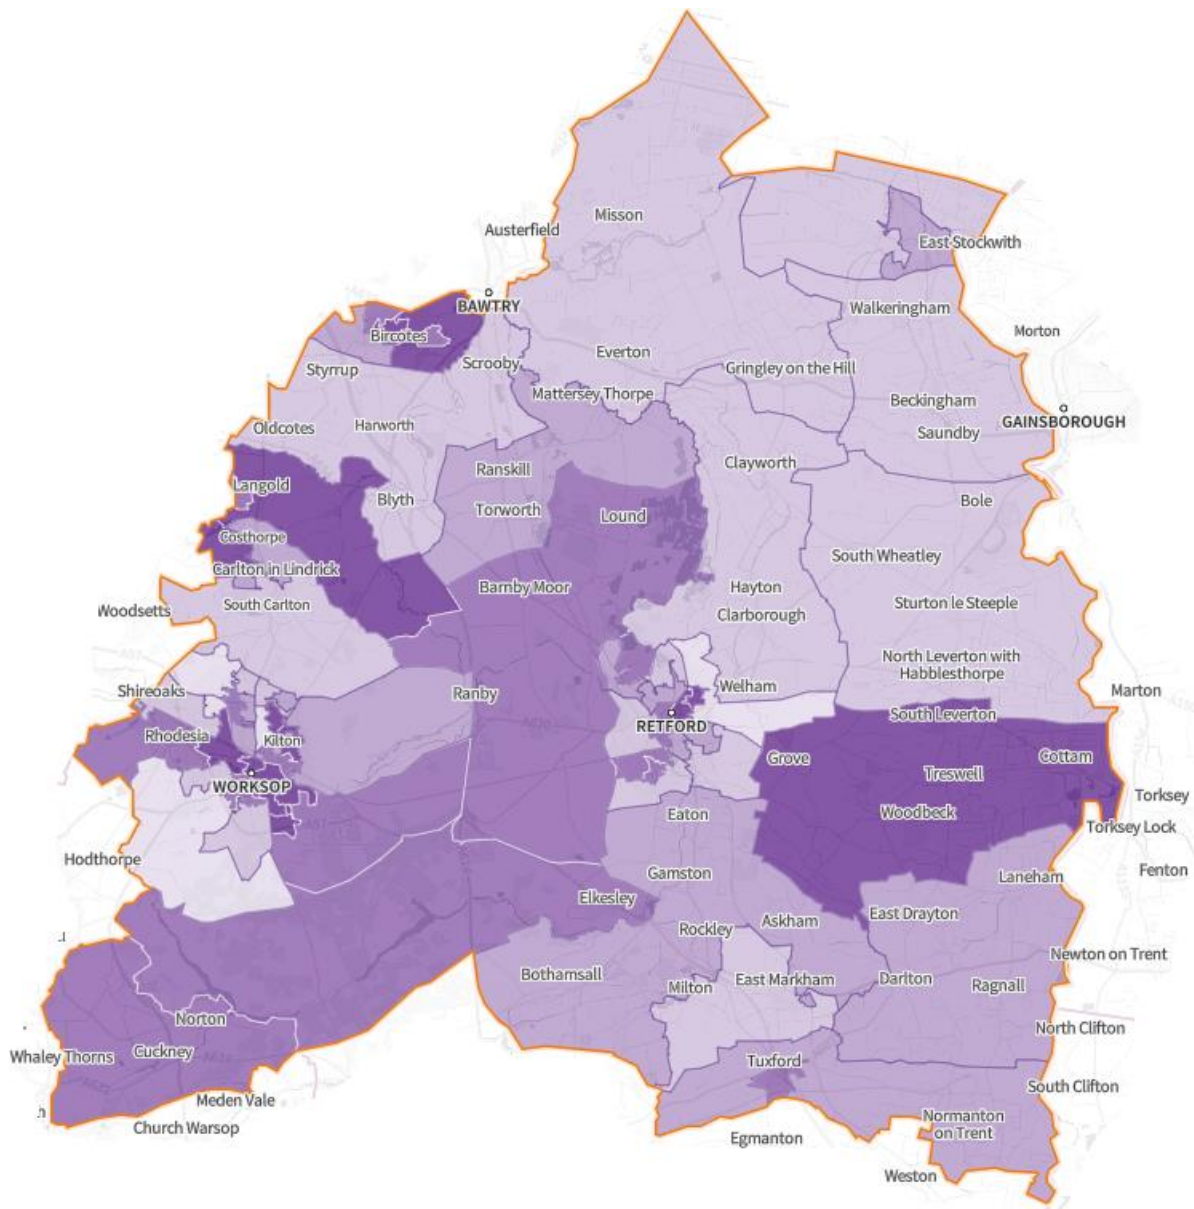 Misson
Austerfield
East Stockwith
BAWTRY
Walkeringham
Bircotes
Morton
Scrooby
Everton
Styrrup
Gringley on the Hill
Mattersey Thorpe
Beckingham
GAINSBOROUGH
Oldcotes
Harworth
Saundby
Clayworth
Ranskill
Langold
Blyth
Bole
Torworth
Lound
Costhorpe
South Wheatley
Carlton in Lindrick
Barnby Moor
Hayton
Woodsetts
South Carlton
Sturton le Steeple
Clarborough
North Leverton with
Habblesthorpe
Shireoaks
Ranby
Welham
Marton
South Leverton
RETFORD
Rhodesia
Kilton
Grove
Cottam
Treswell
WORKSOP
Torksey
Woodbeck
Eaton
Torksey Lock
Hodthorpe
Gamston
Laneham
Fenton
Elkesley
East Drayton
Askham
Rockley
Newton on Trent
Bothamsall
East Markham
Darlton
Milton
Ragnall
Norton
North Clifton
Cuckney
Whaley Thorns
Tuxford
South Clifton
Meden Vale
Normanton
on Trent
Church Warsop
Egmanton
Weston